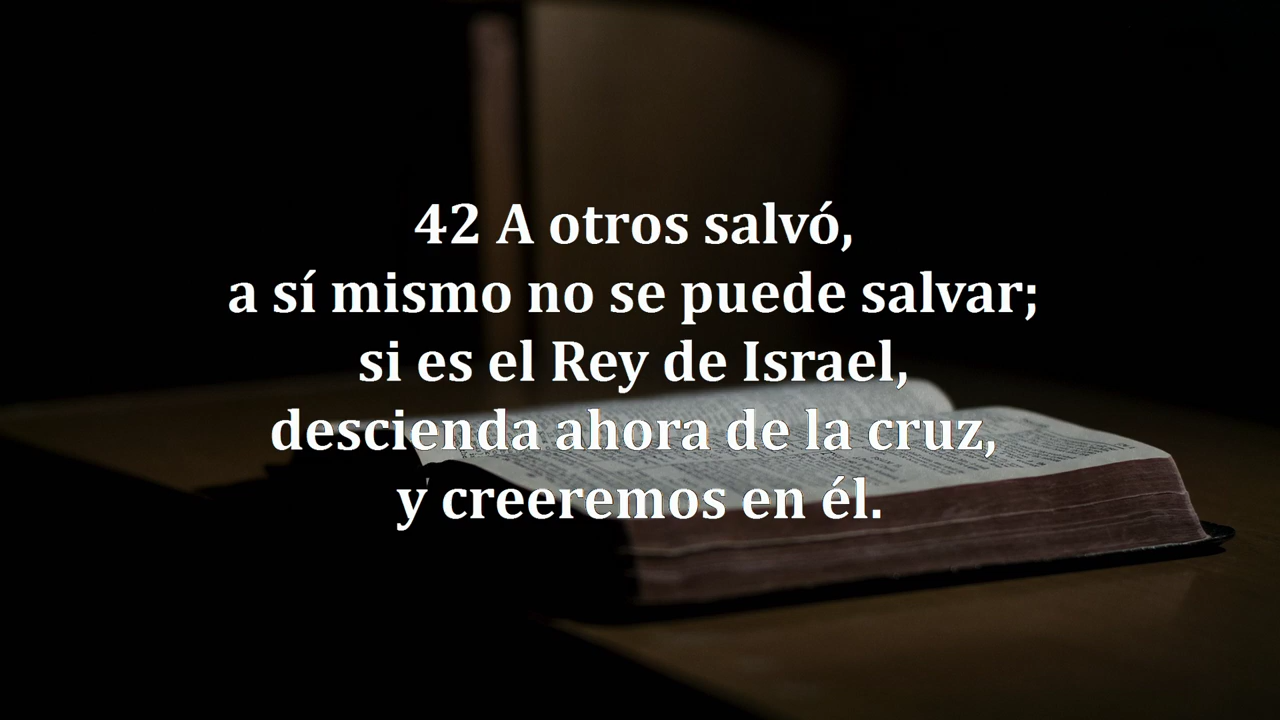 42 A otros salvó,
a sí mismo no se puede salvar;
si es el Rey de Israel,
descienda ahora de la cruz,
y creeremos en él.